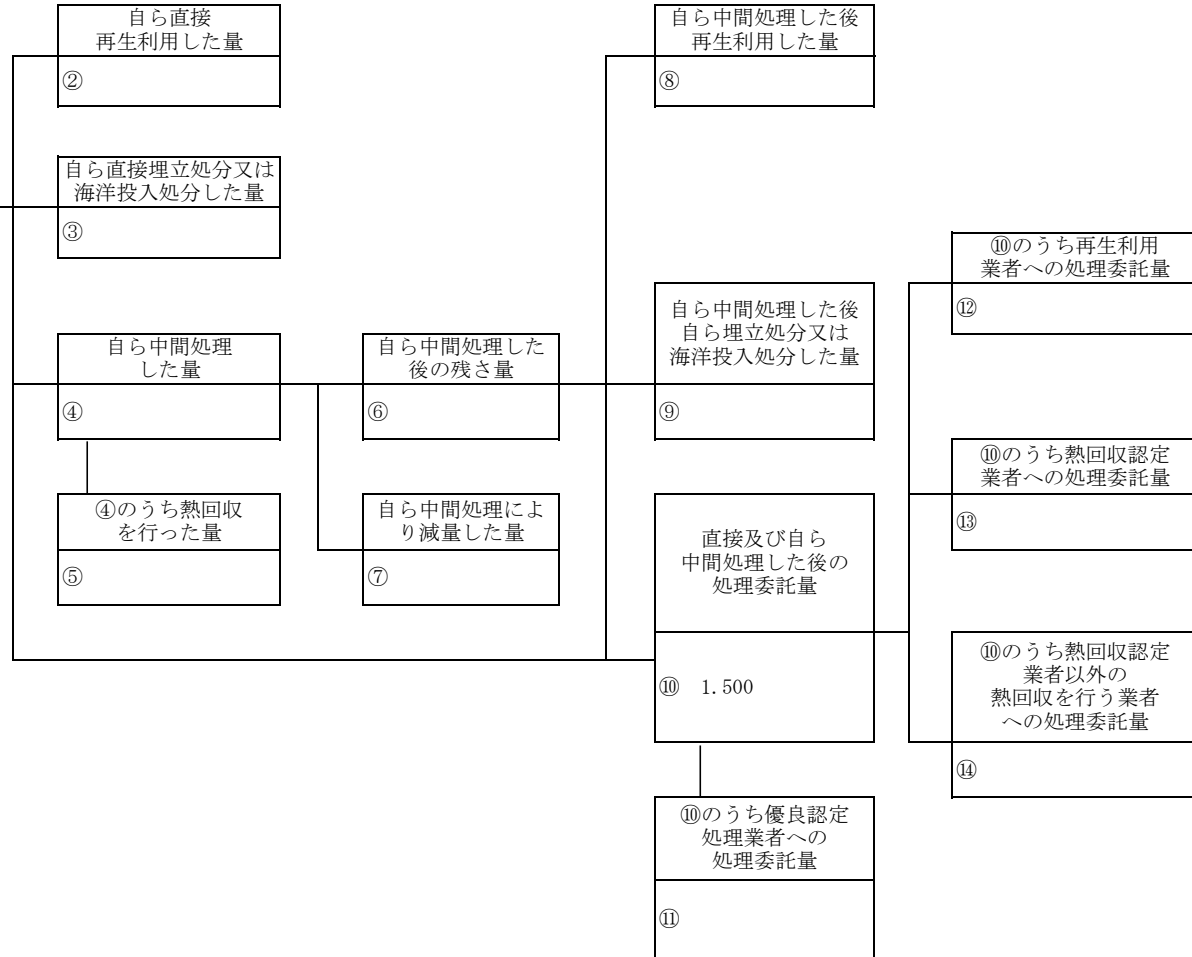 自ら直接
再生利用した量
②
自ら直接埋立処分又は
海洋投入処分した量
③
自ら中間処理
した量
④
④のうち熱回収
を行った量
⑤
自ら中間処理した
後の残さ量
⑥
自ら中間処理によ
り減量した量
⑦
自ら中間処理した後
再生利用した量
⑧
自ら中間処理した後
自ら埋立処分又は
海洋投入処分した量
⑨
直接及び自ら
中間処理した後の
処理委託量
⑩ 1.500
⑩のうち優良認定
処理業者への
処理委託量
⑪
⑩のうち再生利用
業者への処理委託量
⑫
⑩のうち熱回収認定
業者への処理委託量
⑬
⑩のうち熱回収認定
業者以外の
熱回収を行う業者
への処理委託量
⑭